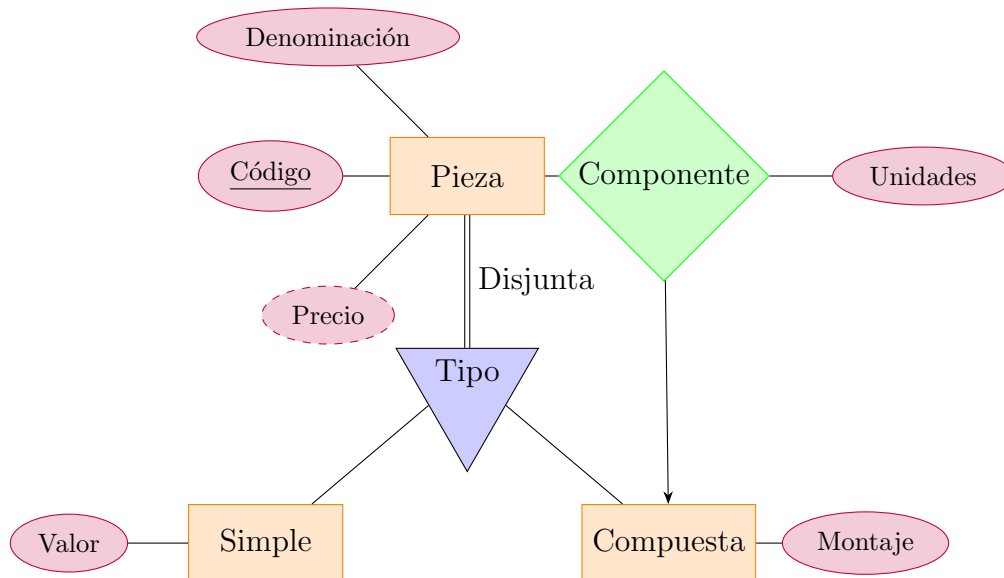 Denominación
Código
Pieza
Componente
Unidades
Disjunta
Precio
Tipo
Valor
Simple
Compuesta
Montaje